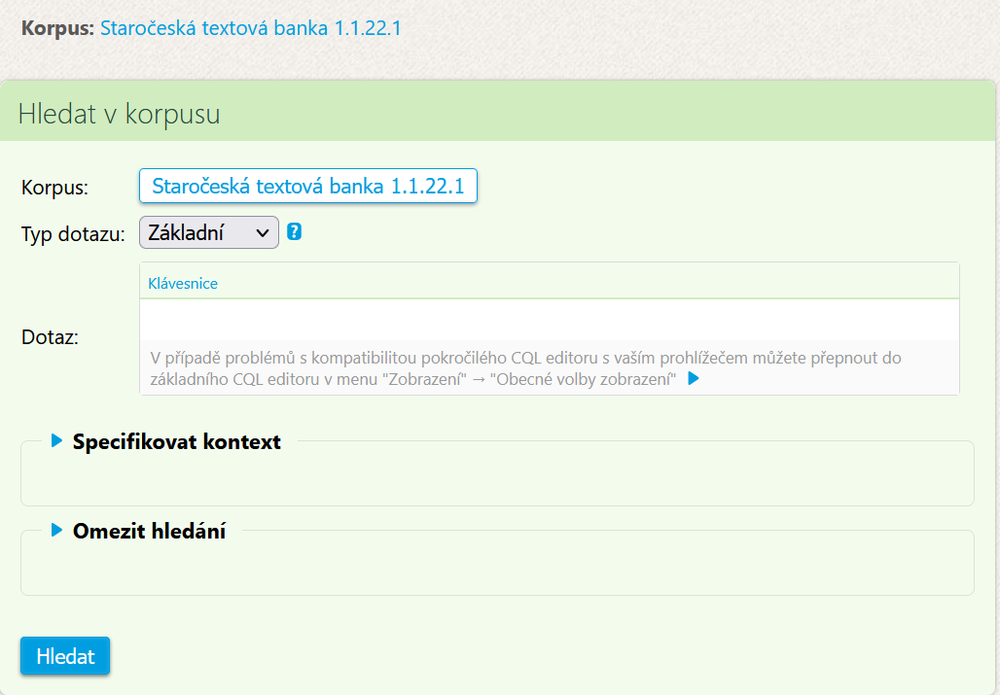 Korpus: Staročeská textová banka 1.1.22.1
Hledat v korpusu
Korpus: Staročeská textová banka 1.1.22.1
Typ dotazu: Základní ?
Klávesnice
Dotaz:
V případě problémů s kompatibilitou pokročilého CQL editoru s vaším prohlížečem můžete přepnout do
základního CQL editoru v menu "Zobrazení" → "Obecné volby zobrazení"
Specifikovat kontext
Omezit hledání
Hledat